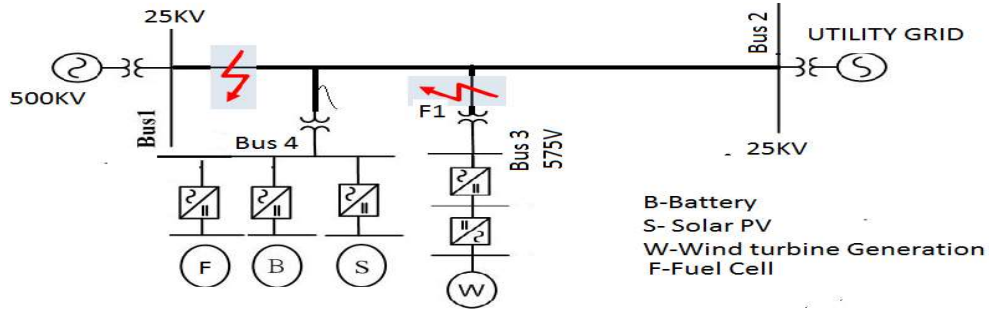 25KV
Bus 2
UTILITY GRID
500KV
F1
Bus1
Bus 4
Bus 3
575V
25KV
B-Battery
S- Solar PV
W-Wind turbine Generation
F-Fuel Cell
F
B
S
W